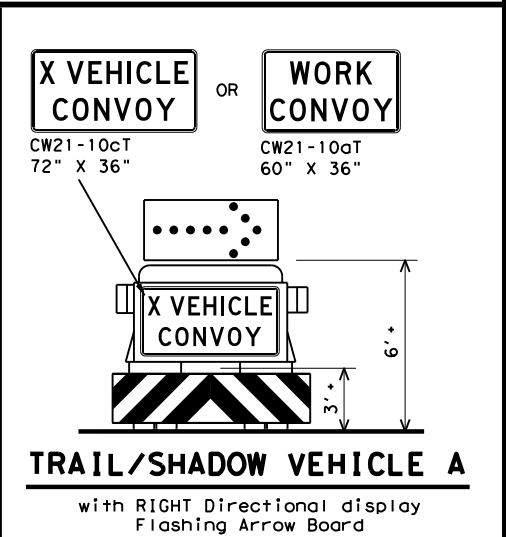 X VEHICLE
CONVOY
OR
WORK
CONVOY
CW21-10cT
72" X 36"
CW21-10aT
60" X 36"
X VEHICLE
CONVOY
6' +
3' +
TRAIL/SHADOW VEHICLE A
with RIGHT Directional display
Flashing Arrow Board